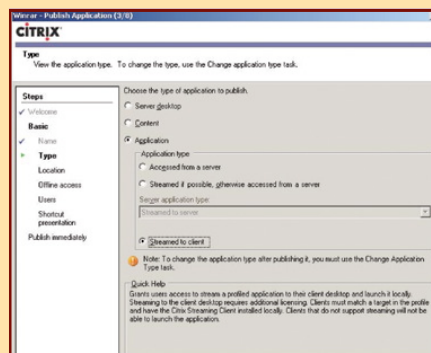 Winrar - Publish Application (3/8)
CITRIX
Type
View the application type. To change the type, use the Change application type task.
Steps
Welcome
Basic
Name
Type
Location
Offline access
Users
Shortcut
presentation
Publish immediately
Choose the type of application to publish.
Server desktop
Content
Application
Application type
Accessed from a server
Streamed if possible, otherwise accessed from a server
Server application type:
Streamed to server
Streamed to client
Note: To change the application type after publishing it, you must use the Change Application
Type task.
Quick Help
Grants users access to stream a profiled application to their client desktop and launch it locally.
Streaming to the client desktop requires additional licensing. Clients must match a target in the profile
and have the Citrix Streaming Client installed locally. Clients that do not support streaming will not be
able to launch the application.